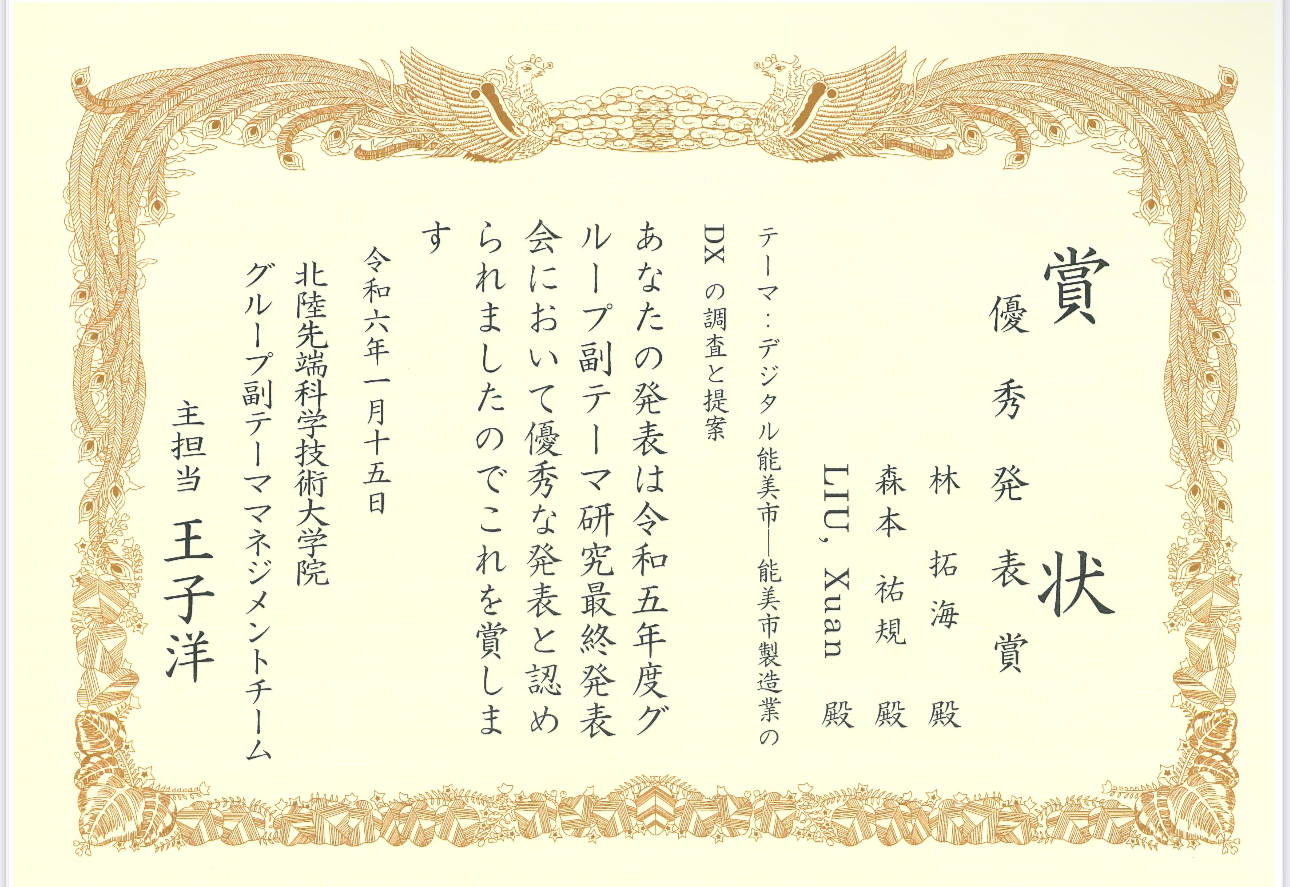 賞状
優秀発表賞
林 拓海 殿
森本 祐規 殿
LIU, Xuan 殿
テーマ：デジタル能美市―能美市製造業の
DX の調査と提案
あなたの発表は令和五年度グ
ループ副テーマ研究最終発表
会において優秀な発表と認め
られましたのでこれを賞しま
す
令和六年一月十五日
北陸先端科学技術大学院
グループ副テーママネジメントチーム
主担当 王子洋